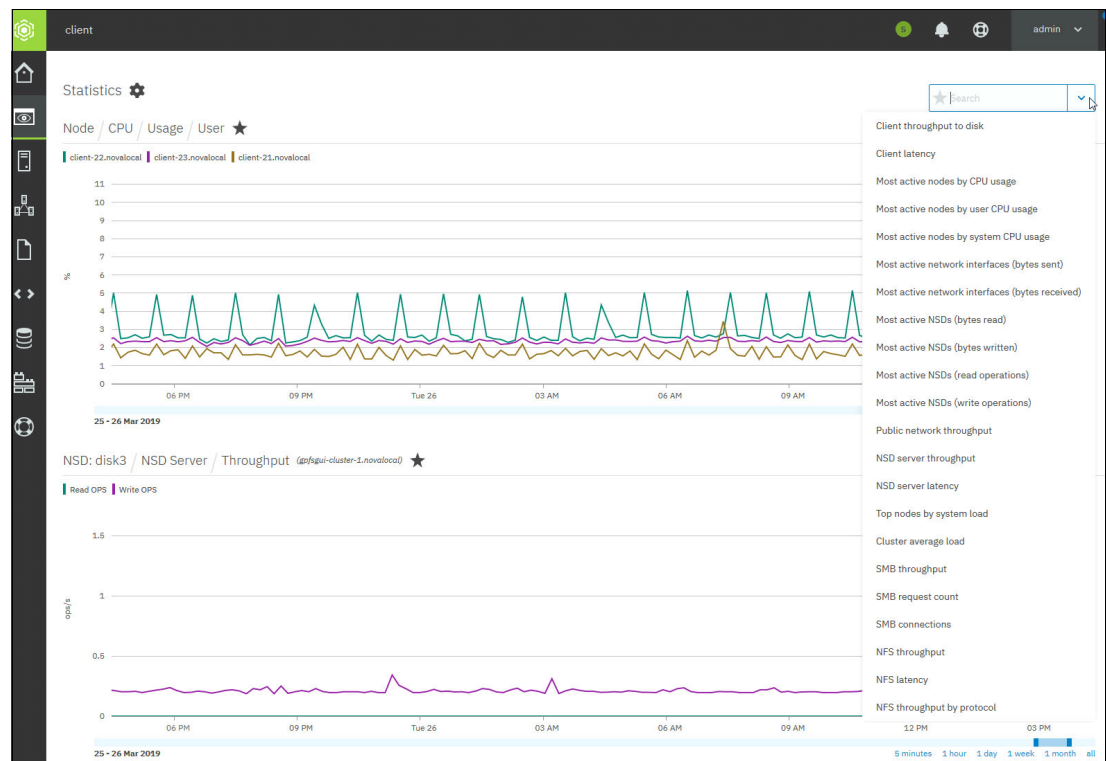 client
5
admin
Statistics
Search
Node / CPU / Usage / User
client-22.novalocal client-23.novalocal client-21.novalocal
11
10
9
8
7
6
5
4
3
2
1
0
%
06 PM 09 PM Tue 26 03 AM 06 AM 09 AM
25 - 26 Mar 2019
NSD: disk3 / NSD Server / Throughput (gpfsgui-cluster-1.novalocal)
Read OPS Write OPS
1.5
1
0.5
0
ops/s
06 PM 09 PM Tue 26 03 AM 06 AM 09 AM 12 PM 03 PM
25 - 26 Mar 2019
5 minutes 1 hour 1 day 1 week 1 month all
Client throughput to disk
Client latency
Most active nodes by CPU usage
Most active nodes by user CPU usage
Most active nodes by system CPU usage
Most active network interfaces (bytes sent)
Most active network interfaces (bytes received)
Most active NSDs (bytes read)
Most active NSDs (bytes written)
Most active NSDs (read operations)
Most active NSDs (write operations)
Public network throughput
NSD server throughput
NSD server latency
Top nodes by system load
Cluster average load
SMB throughput
SMB request count
SMB connections
NFS throughput
NFS latency
NFS throughput by protocol